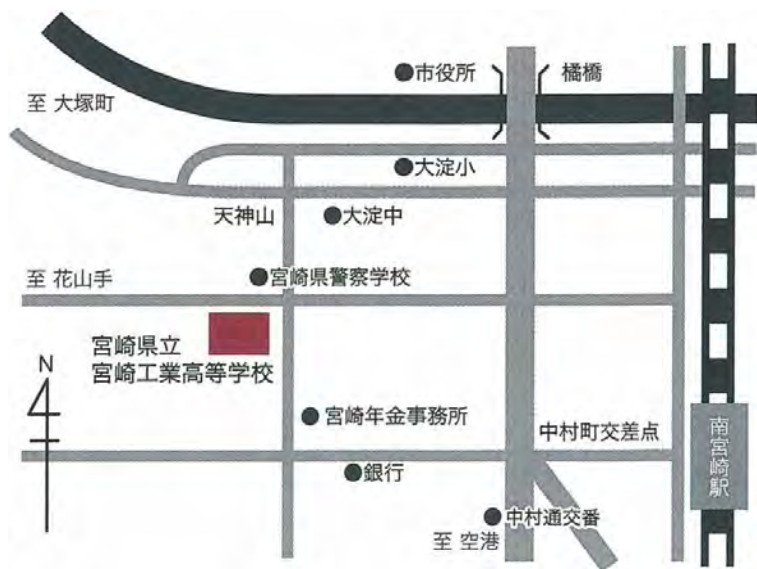 市役所
橘橋
至 大塚町
大淀小
天神山
大淀中
至 花山手
宮崎県警察学校
宮崎県立
宮崎工業高等学校
N
宮崎年金事務所
中村町交差点
南宮崎駅
銀行
中村通交番
至 空港